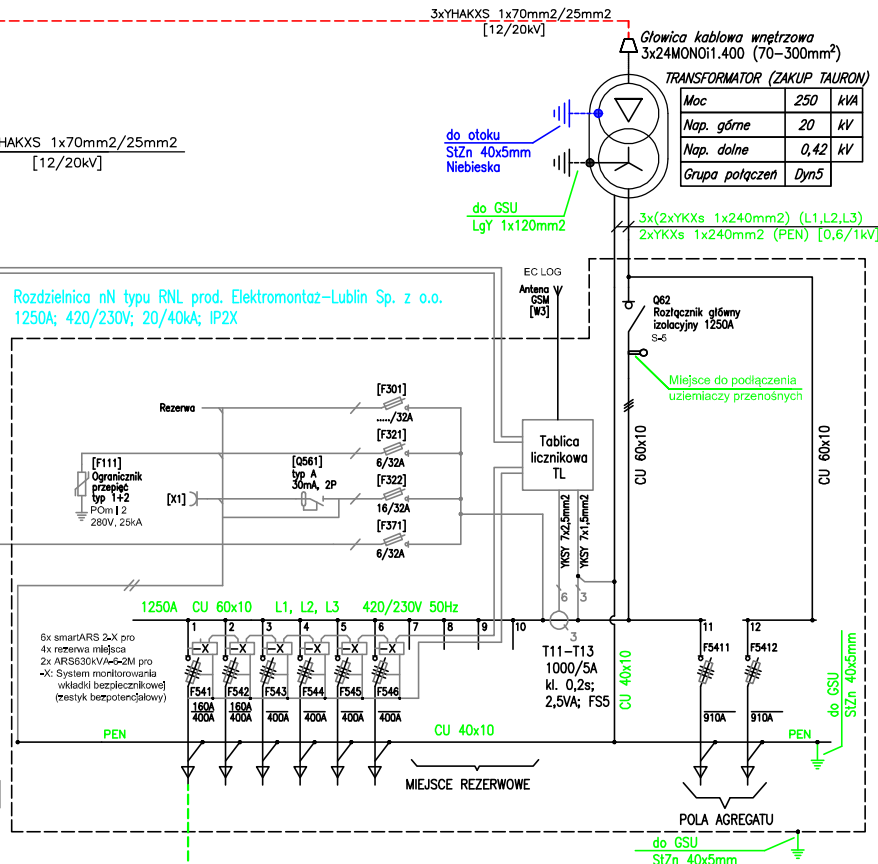 3xYHAKXS 1x70mm2/25mm2
[12/20kV]
Głowica kablowa wnętrzowa
3x24MONOi1.400 (70-300mm²)
TRANSFORMATOR (ZAKUP TAURON)
Moc 250 kVA
Nap. górne 20 kV
Nap. dolne 0,42 kV
Grupa połączeń Dyn5
HAKXS 1x70mm2/25mm2
[12/20kV]
do otoku
StZn 40x5mm
Niebieska
do GSU
LgY 1x120mm2
3x(2xYKXs 1x240mm2) (L1,L2,L3)
2xYKXs 1x240mm2 (PEN) [0,6/1kV]
Rozdzielnica nN typu RNL prod. Elektromontaż-Lublin Sp. z o.o.
1250A; 420/230V; 20/40kA; IP2X
EC LOG
Antena
GSM
[W3]
Q62
Rozłącznik główny
izolacyjny 1250A
S-5
Miejsce do podłączenia
uziemiaczy przenośnych
Rezerwa
[F301]
...../32A
[F321]
6/32A
[F111]
Ogranicznik
przepięć
typ 1+2
POm I 2
280V, 25kA
[X1]
[Q561]
typ A
30mA, 2P
[F322]
16/32A
[F371]
6/32A
Tablica
licznikowa
TL
YKSY 7x2,5mm2
YKSY 7x1,5mm2
6
3
CU 60x10
CU 60x10
1250A CU 60x10 L1, L2, L3 420/230V 50Hz
1 2 3 4 5 6 7 8 9 10 11 12
3
6x smartARS 2-X pro
4x rezerwa miejsca
2x ARS630kVA-6-2M pro
-X: System monitorowania
wkładki bezpiecznikowej
(zestyk bezpotencjałowy)
-X -X -X -X -X -X
F541 F542 F543 F544 F545 F546
160A 160A
400A 400A 400A 400A 400A 400A
T11-T13
1000/5A
kl. 0,2s;
2,5VA; FS5
CU 40x10
F5411 F5412
910A 910A
do GSU
StZn 40x5mm
PEN
CU 40x10
PEN
MIEJSCE REZERWOWE
POLA AGREGATU
do GSU
StZn 40x5mm